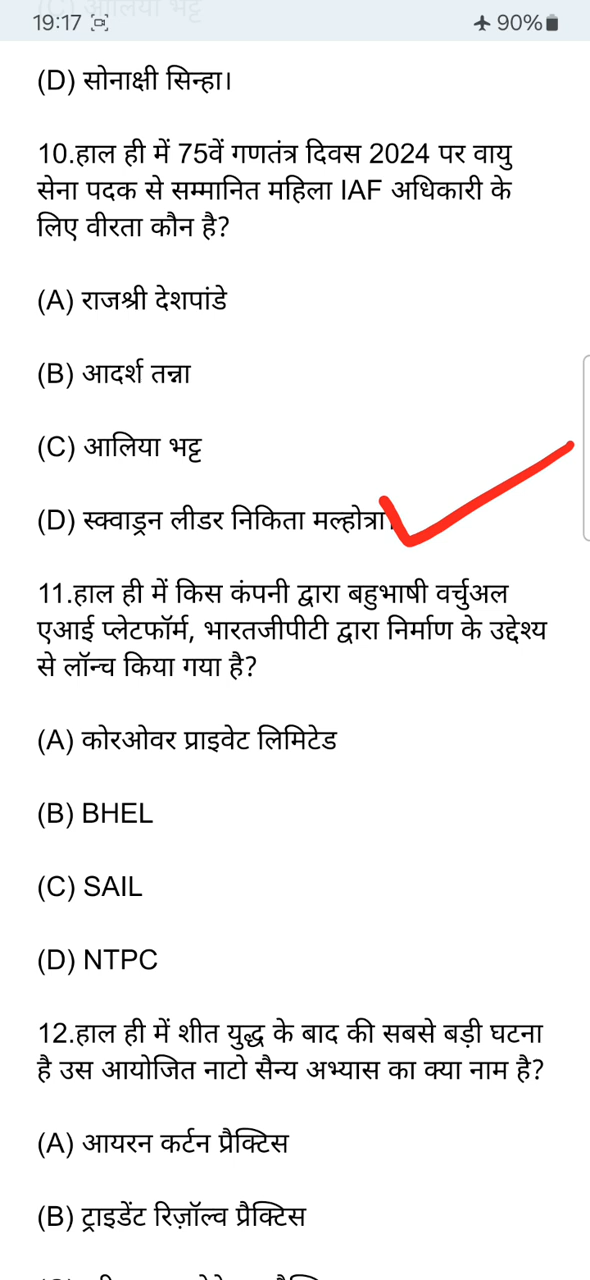 (C) आलिया भट्ट
19:17
90%
(D) सोनाक्षी सिन्हा।
10.हाल ही में 75वें गणतंत्र दिवस 2024 पर वायु
सेना पदक से सम्मानित महिला IAF अधिकारी के
लिए वीरता कौन है?
(A) राजश्री देशपांडे
(B) आदर्श तन्ना
(C) आलिया भट्ट
(D) स्क्वाड्रन लीडर निकिता मल्होत्रा
11.हाल ही में किस कंपनी द्वारा बहुभाषी वर्चुअल
एआई प्लेटफॉर्म, भारतजीपीटी द्वारा निर्माण के उद्देश्य
से लॉन्च किया गया है?
(A) कोरओवर प्राइवेट लिमिटेड
(B) BHEL
(C) SAIL
(D) NTPC
12.हाल ही में शीत युद्ध के बाद की सबसे बड़ी घटना
है उस आयोजित नाटो सैन्य अभ्यास का क्या नाम है?
(A) आयरन कर्टन प्रैक्टिस
(B) ट्राइडेंट रिज़ॉल्व प्रैक्टिस